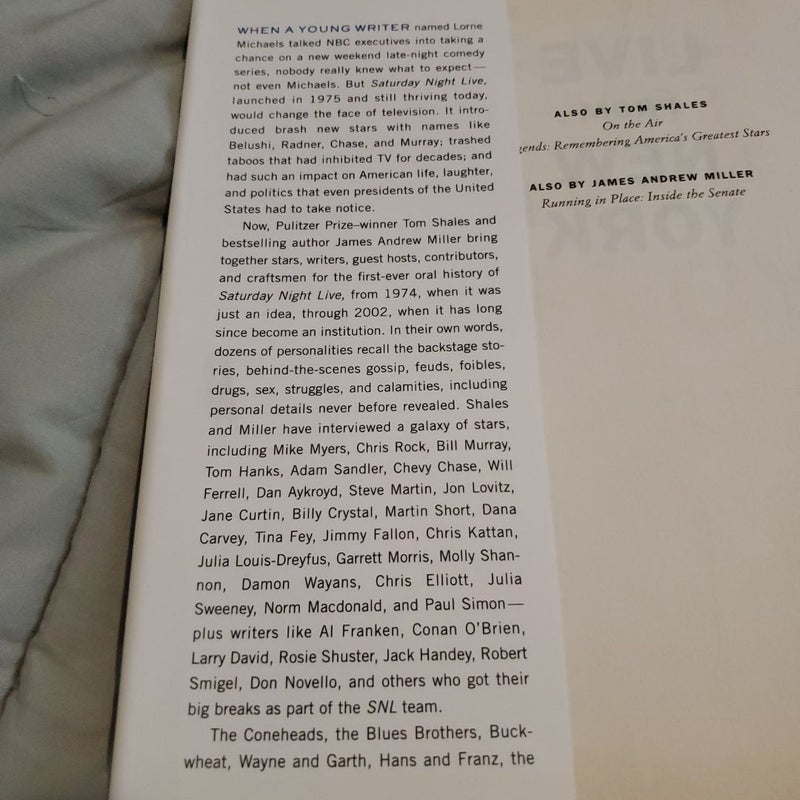 WHEN A YOUNG WRITER named Lorne
Michaels talked NBC executives into taking a
chance on a new weekend late-night comedy
series, nobody really knew what to expect—
not even Michaels. But Saturday Night Live,
launched in 1975 and still thriving today,
would change the face of television. It intro-
duced brash new stars with names like
Belushi, Radner, Chase, and Murray; trashed
taboos that had inhibited TV for decades; and
had such an impact on American life, laughter,
and politics that even presidents of the United
States had to take notice.
Now, Pulitzer Prize–winner Tom Shales and
bestselling author James Andrew Miller bring
together stars, writers, guest hosts, contributors,
and craftsmen for the first-ever oral history of
Saturday Night Live, from 1974, when it was
just an idea, through 2002, when it has long
since become an institution. In their own words,
dozens of personalities recall the backstage sto-
ries, behind-the-scenes gossip, feuds, foibles,
drugs, sex, struggles, and calamities, including
personal details never before revealed. Shales
and Miller have interviewed a galaxy of stars,
including Mike Myers, Chris Rock, Bill Murray,
Tom Hanks, Adam Sandler, Chevy Chase, Will
Ferrell, Dan Aykroyd, Steve Martin, Jon Lovitz,
Jane Curtin, Billy Crystal, Martin Short, Dana
Carvey, Tina Fey, Jimmy Fallon, Chris Kattan,
Julia Louis-Dreyfus, Garrett Morris, Molly Shan-
non, Damon Wayans, Chris Elliott, Julia
Sweeney, Norm Macdonald, and Paul Simon—
plus writers like Al Franken, Conan O'Brien,
Larry David, Rosie Shuster, Jack Handey, Robert
Smigel, Don Novello, and others who got their
big breaks as part of the SNL team.
The Coneheads, the Blues Brothers, Buck-
wheat, Wayne and Garth, Hans and Franz, the
ALSO BY TOM SHALES
On the Air
gends: Remembering America's Greatest Stars
ALSO BY JAMES ANDREW MILLER
Running in Place: Inside the Senate